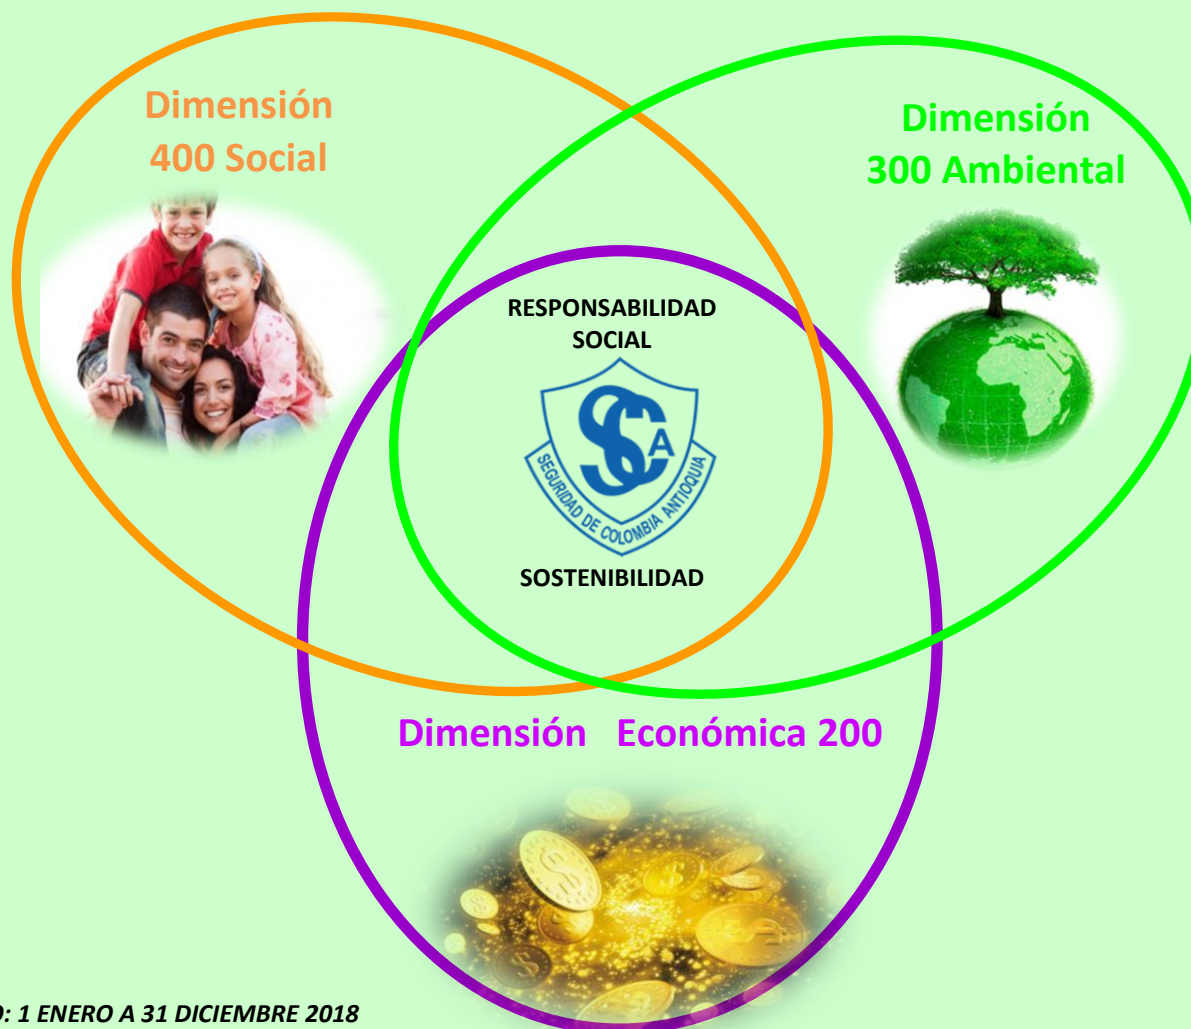 Dimensión
400 Social
Dimensión
300 Ambiental
RESPONSABILIDAD
SOCIAL
SCA
SEGURIDAD DE COLOMBIA ANTIOQUIA
SOSTENIBILIDAD
Dimensión Económica 200
: 1 ENERO A 31 DICIEMBRE 2018